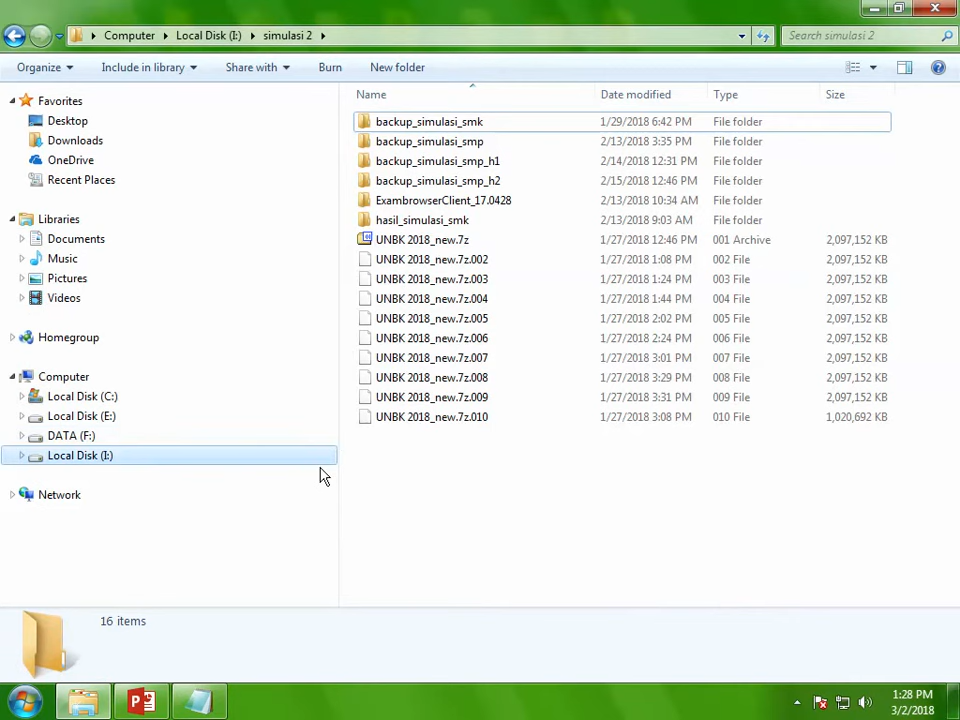 Computer Local Disk (I:) simulasi 2 Search simulasi 2
Organize Include in library Share with Burn New folder
Name Date modified Type Size
Favorites
Desktop
Downloads
OneDrive
Recent Places
Libraries
Documents
Music
Pictures
Videos
Homegroup
Computer
Local Disk (C:)
Local Disk (E:)
DATA (F:)
Local Disk (I:)
Network
backup_simulasi_smk 1/29/2018 6:42 PM File folder
backup_simulasi_smp 2/13/2018 3:35 PM File folder
backup_simulasi_smp_h1 2/14/2018 12:31 PM File folder
backup_simulasi_smp_h2 2/15/2018 12:46 PM File folder
ExambrowserClient_17.0428 2/13/2018 10:34 AM File folder
hasil_simulasi_smk 2/13/2018 9:03 AM File folder
UNBK 2018_new.7z 1/27/2018 12:46 PM 001 Archive 2,097,152 KB
UNBK 2018_new.7z.002 1/27/2018 1:08 PM 002 File 2,097,152 KB
UNBK 2018_new.7z.003 1/27/2018 1:24 PM 003 File 2,097,152 KB
UNBK 2018_new.7z.004 1/27/2018 1:44 PM 004 File 2,097,152 KB
UNBK 2018_new.7z.005 1/27/2018 2:02 PM 005 File 2,097,152 KB
UNBK 2018_new.7z.006 1/27/2018 2:24 PM 006 File 2,097,152 KB
UNBK 2018_new.7z.007 1/27/2018 3:01 PM 007 File 2,097,152 KB
UNBK 2018_new.7z.008 1/27/2018 3:29 PM 008 File 2,097,152 KB
UNBK 2018_new.7z.009 1/27/2018 3:31 PM 009 File 2,097,152 KB
UNBK 2018_new.7z.010 1/27/2018 3:08 PM 010 File 1,020,692 KB
16 items
1:28 PM
3/2/2018